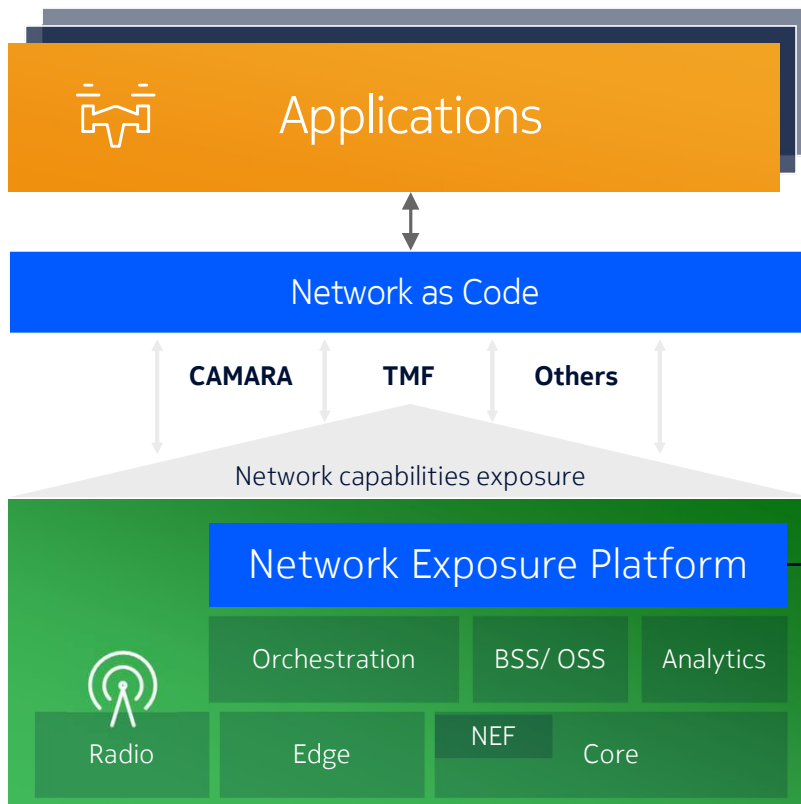 Applications
Network as Code
CAMARA TMF Others
Network capabilities exposure
Network Exposure Platform
Orchestration BSS/ OSS Analytics
Radio Edge NEF Core